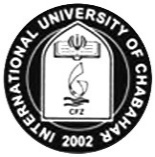 INTERNATIONAL UNIVERSITY OF CHABAHAR
CFZ
2002